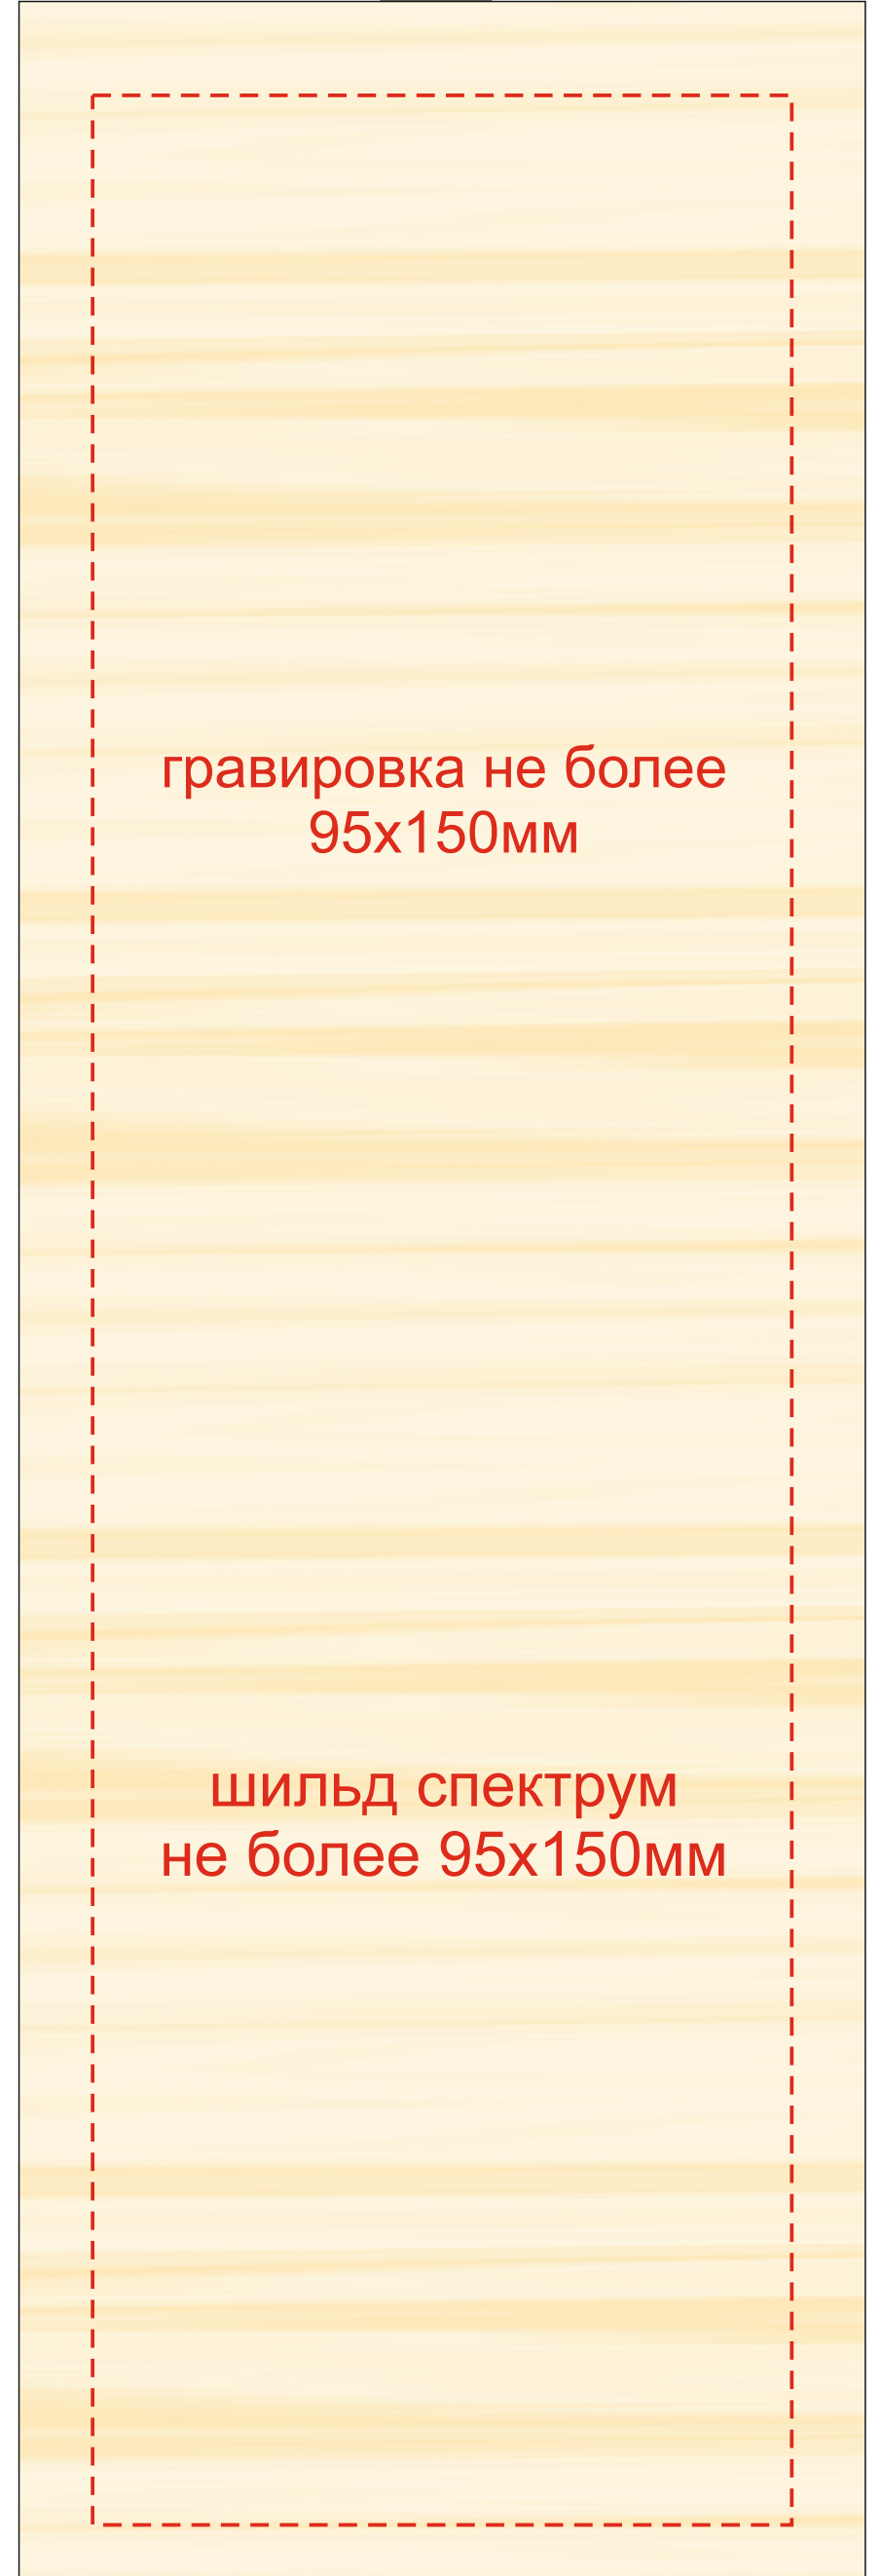 гравировка не более
95х150мм
шильд спектрум
не более 95х150мм